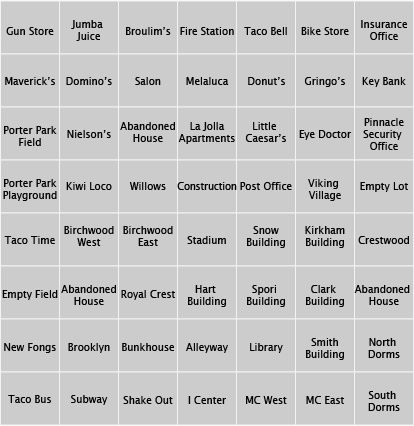 Gun Store
Jumba
Juice
Broulim's
Fire Station
Taco Bell
Bike Store
Insurance
Office
Maverick's
Domino's
Salon
Melaluca
Donut's
Gringo's
Key Bank
Porter Park
Field
Nielson's
Abandoned
House
La Jolla
Apartments
Little
Caesar's
Eye Doctor
Pinnacle
Security
Office
Porter Park
Playground
Kiwi Loco
Willows
Construction
Post Office
Viking
Village
Empty Lot
Taco Time
Birchwood
West
Birchwood
East
Stadium
Snow
Building
Kirkham
Building
Crestwood
Empty Field
Abandoned
House
Royal Crest
Hart
Building
Spori
Building
Clark
Building
Abandoned
House
New Fongs
Brooklyn
Bunkhouse
Alleyway
Library
Smith
Building
North
Dorms
Taco Bus
Subway
Shake Out
I Center
MC West
MC East
South
Dorms